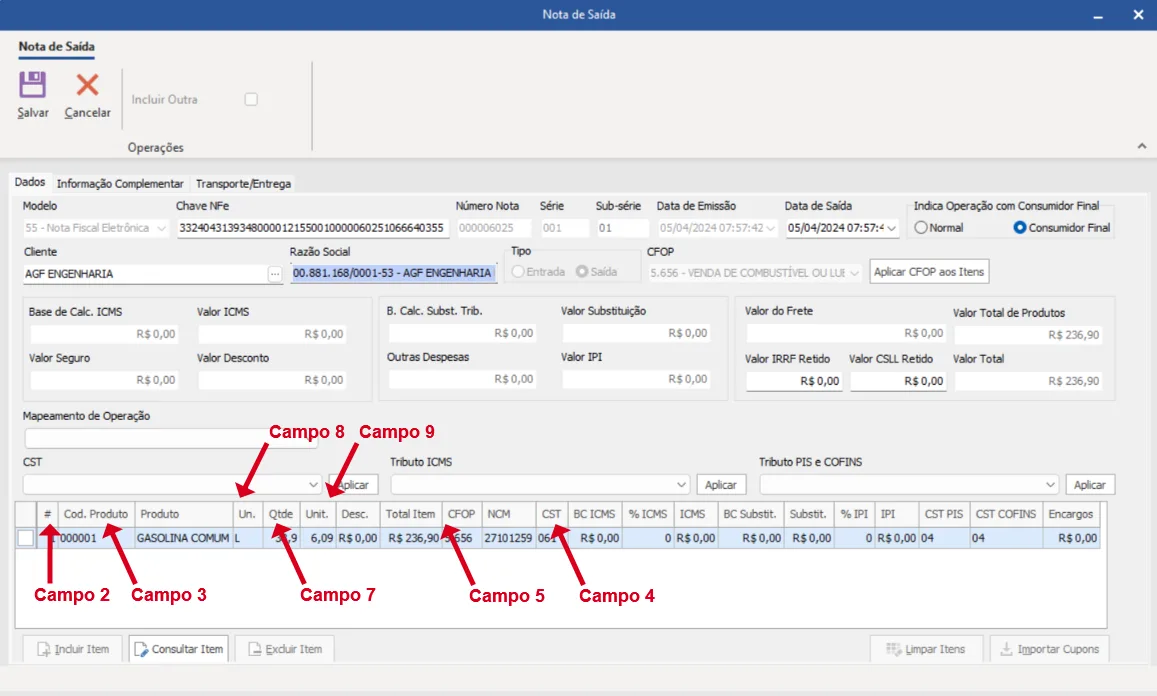 Nota de Saída
Nota de Saída
Salvar Cancelar Incluir Outra
Operações
Dados Informação Complementar Transporte/Entrega
Modelo Chave NFe Número Nota Série Sub-série Data de Emissão Data de Saída Indica Operação com Consumidor Final
55 - Nota Fiscal Eletrônica 33240431393480000121550010000060251066640355 000006025 001 01 05/04/2024 07:57:42 05/04/2024 07:57:4 Normal Consumidor Final
Cliente Razão Social Tipo CFOP
AGF ENGENHARIA ... 00.881.168/0001-53 - AGF ENGENHARIA Entrada Saída 5.656 - VENDA DE COMBUSTÍVEL OU LUB Aplicar CFOP aos Itens
Base de Calc. ICMS Valor ICMS B. Calc. Subst. Trib. Valor Substituição Valor do Frete Valor Total de Produtos
R$ 0,00 R$ 0,00 R$ 0,00 R$ 0,00 R$ 0,00 R$ 236,90
Valor Seguro Valor Desconto Outras Despesas Valor IPI Valor IRRF Retido Valor CSLL Retido Valor Total
R$ 0,00 R$ 0,00 R$ 0,00 R$ 0,00 R$ 0,00 R$ 0,00 R$ 236,90
Mapeamento de Operação
Campo 8 Campo 9
CST Tributo ICMS Tributo PIS e COFINS
Aplicar Aplicar Aplicar
# Cod. Produto Produto Un. Qtde Unit. Desc. Total Item CFOP NCM CST BC ICMS % ICMS ICMS BC Substit. Substit. % IPI IPI CST PIS CST COFINS Encargos
000001 GASOLINA COMUM L 6,09 R$ 0,00 R$ 236,90 27101259 R$ 0,00 0 R$ 0,00 R$ 0,00 R$ 0,00 0 R$ 0,00 04 04 R$ 0,00
Campo 2 Campo 3 Campo 7 Campo 5 Campo 4
Incluir Item Consultar Item Excluir Item Limpar Itens Importar Cupons